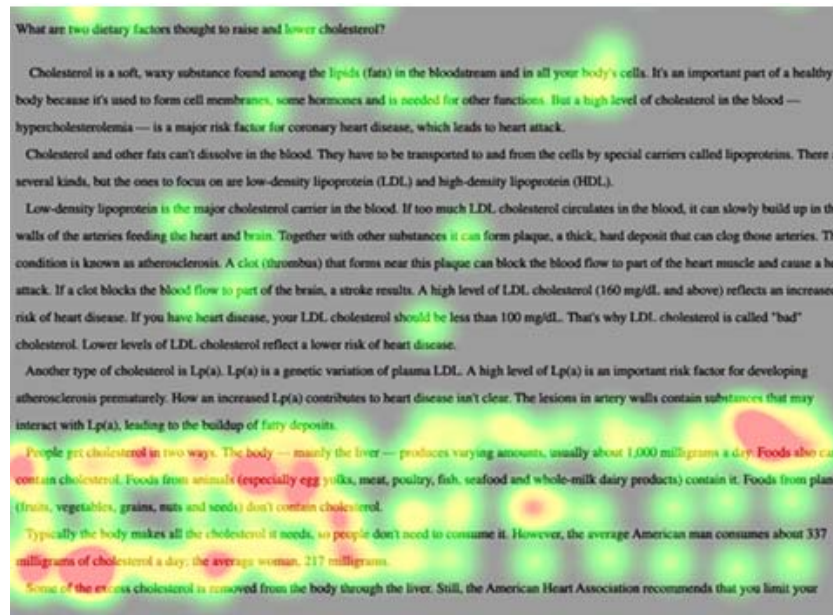 What are two dietary factors thought to raise and lower cholesterol?
Cholesterol is a soft, waxy substance found among the lipids (fats) in the bloodstream and in all your body's cells. It's an important part of a healthy
body because it's used to form cell membranes, some hormones and is needed for other functions. But a high level of cholesterol in the blood —
hypercholesterolemia — is a major risk factor for coronary heart disease, which leads to heart attack.
Cholesterol and other fats can't dissolve in the blood. They have to be transported to and from the cells by special carriers called lipoproteins. There
several kinds, but the ones to focus on are low-density lipoprotein (LDL) and high-density lipoprotein (HDL).
Low-density lipoprotein is the major cholesterol carrier in the blood. If too much LDL cholesterol circulates in the blood, it can slowly build up in the
walls of the arteries feeding the heart and brain. Together with other substances it can form plaque, a thick, hard deposit that can clog those arteries. Th
condition is known as atherosclerosis. A clot (thrombus) that forms near this plaque can block the blood flow to part of the heart muscle and cause a he
attack. If a clot blocks the blood flow to part of the brain, a stroke results. A high level of LDL cholesterol (160 mg/dL and above) reflects an increased
risk of heart disease. If you have heart disease, your LDL cholesterol should be less than 100 mg/dL. That's why LDL cholesterol is called "bad"
cholesterol. Lower levels of LDL cholesterol reflect a lower risk of heart disease.
Another type of cholesterol is Lp(a). Lp(a) is a genetic variation of plasma LDL. A high level of Lp(a) is an important risk factor for developing
atherosclerosis prematurely. How an increased Lp(a) contributes to heart disease isn't clear. The lesions in artery walls contain substances that may
interact with Lp(a), leading to the buildup of fatty deposits.
People get cholesterol in two ways. The body — mainly the liver — produces varying amounts, usually about 1,000 milligrams a day. Foods also can
contain cholesterol. Foods from animals (especially egg yolks, meat, poultry, fish, seafood and whole-milk dairy products) contain it. Foods from plan
(fruits, vegetables, grains, nuts and seeds) don't contain cholesterol.
Typically the body makes all the cholesterol it needs, so people don't need to consume it. However, the average American man consumes about 337
milligrams of cholesterol a day; the average woman, 217 milligrams.
Some of the excess cholesterol is removed from the body through the liver. Still, the American Heart Association recommends that you limit your